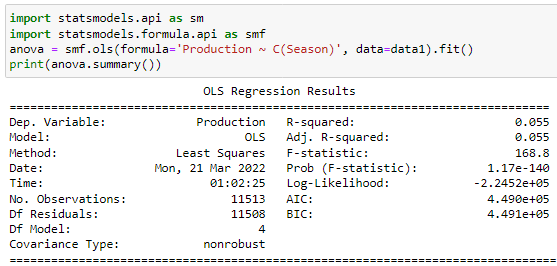 import statsmodels.api as sm
import statsmodels.formula.api as smf
anova = smf.ols(formula='Production ~ C(Season)', data=data1).fit()
print(anova.summary())
OLS Regression Results
==============================================================================
Dep. Variable: Production R-squared: 0.055
Model: OLS Adj. R-squared: 0.055
Method: Least Squares F-statistic: 168.8
Date: Mon, 21 Mar 2022 Prob (F-statistic): 1.17e-140
Time: 01:02:25 Log-Likelihood: -2.2452e+05
No. Observations: 11513 AIC: 4.490e+05
Df Residuals: 11508 BIC: 4.491e+05
Df Model: 4
Covariance Type: nonrobust
==============================================================================